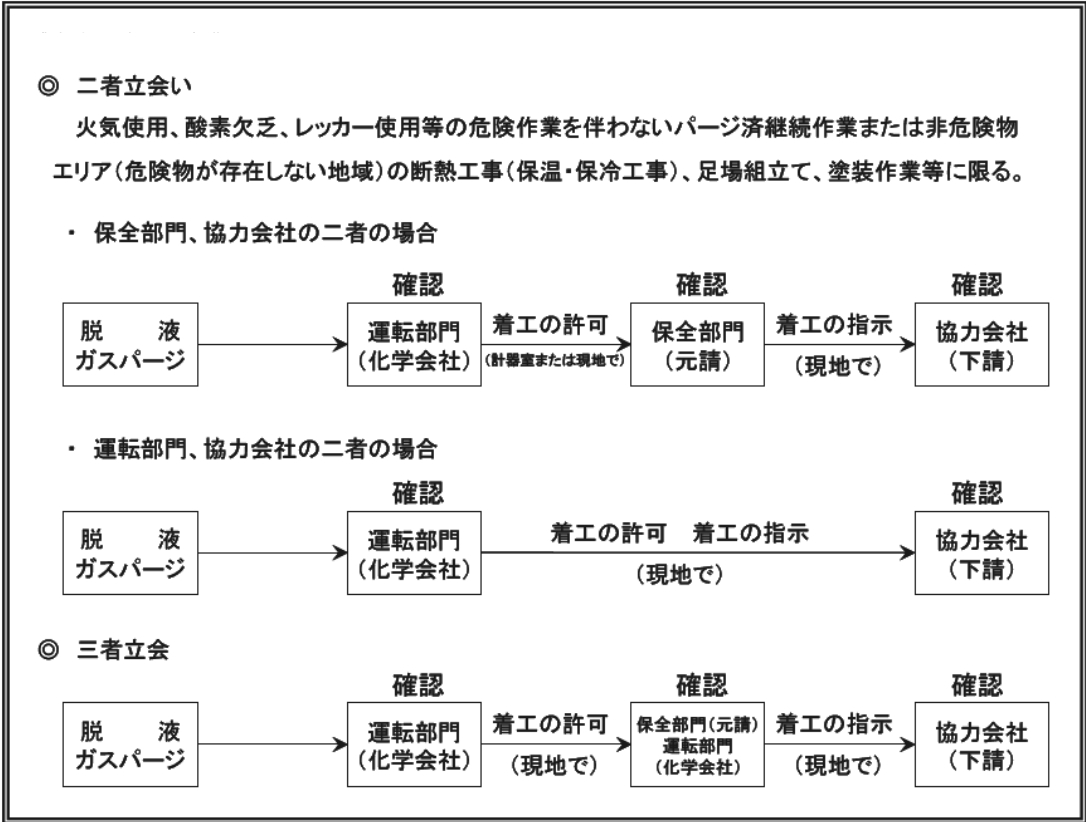 ◎ 二者立会い
火気使用、酸素欠乏、レッカー使用等の危険作業を伴わないパージ済継続作業または非危険物
エリア(危険物が存在しない地域)の断熱工事(保温・保冷工事)、足場組立て、塗装作業等に限る。
・ 保全部門、協力会社の二者の場合
確認 確認 確認
脱 液
ガスパージ
運転部門
(化学会社)
着工の許可
(計器室または現地で)
保全部門
(元請)
着工の指示
(現地で)
協力会社
(下請)
・ 運転部門、協力会社の二者の場合
確認 確認
脱 液
ガスパージ
運転部門
(化学会社)
着工の許可 着工の指示
(現地で)
協力会社
(下請)
◎ 三者立会
確認 確認 確認
脱 液
ガスパージ
運転部門
(化学会社)
着工の許可
(現地で)
保全部門(元請)
運転部門
(化学会社)
着工の指示
(現地で)
協力会社
(下請)